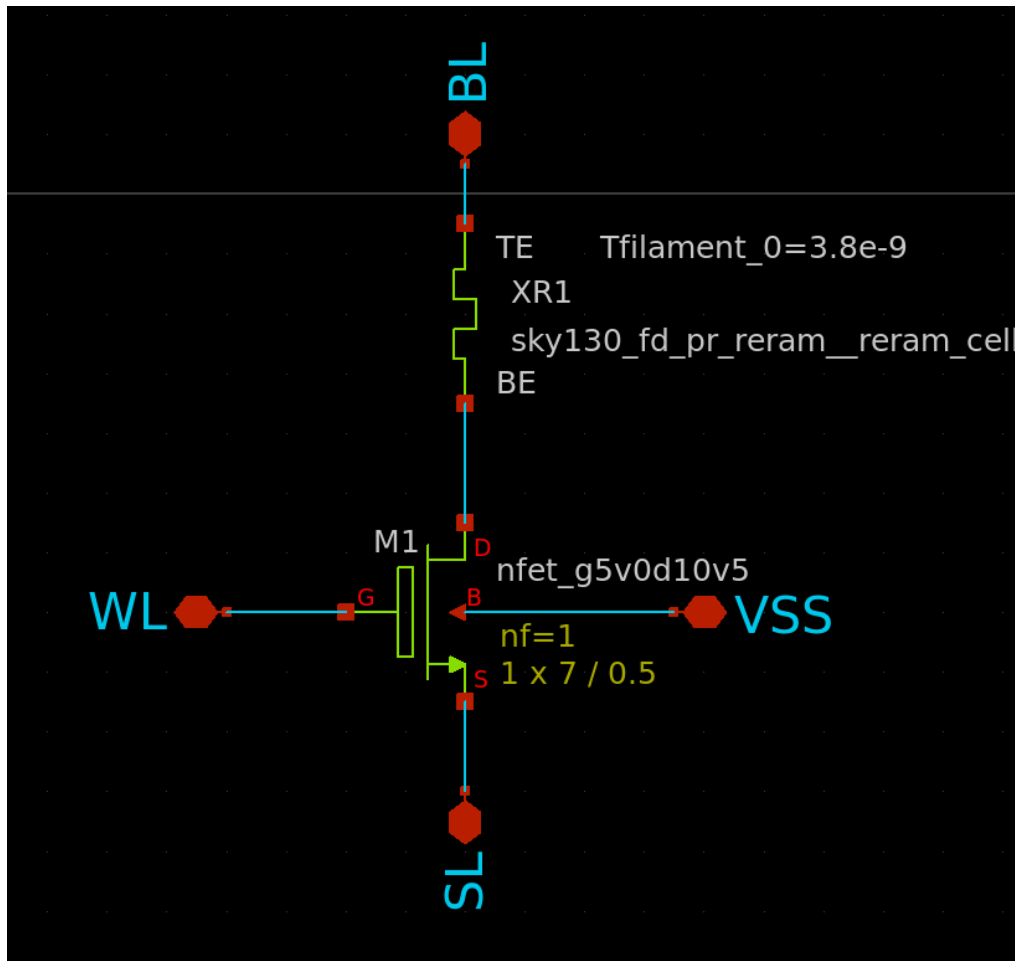 BL
TE Tfilament_0=3.8e-9
XR1
sky130_fd_pr_reram__reram_cell
BE
M1
D
nfet_g5v0d10v5
G
B
WL
VSS
nf=1
1 x 7 / 0.5
S
SL